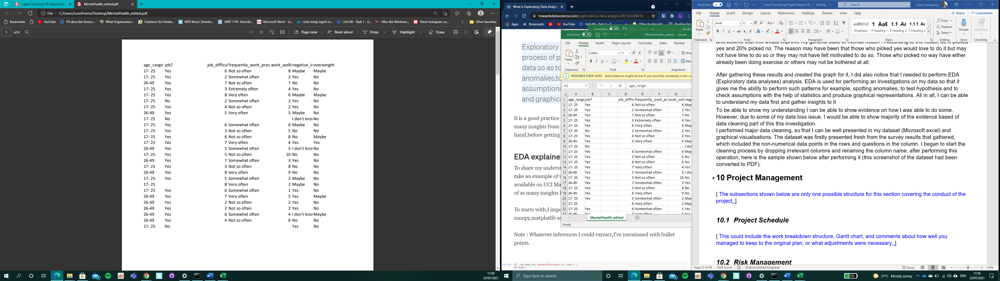 Leon Frempong ML Assignment
MentalHealth_edited.pdf
File C:/Users/LeonFremz/Desktop/MentalHealth_edited.pdf
Bookmarks YouTube P5-describe factors... What Organization... Solutions for Hardw... MP3 Music Downlo... UNIT 1 P6 -Describ... Microsoft Word - st... nicki minaj regret in... Unit 66 - Task 1 - 3... Miss the Windows... These Instagram us... Other favorites
1 of 4 Page view Read aloud Draw Highlight Erase
age_range job? job_difficul frequently_work_pres work_wellb negative_ir overweight
17- 25 Yes 6 Not so often 8 Maybe Maybe
17- 25 Yes 2 Somewhat often 2 Yes No
26-49 Yes 7 Not so often 7 No No
17- 25 Yes 3 Extremely often 4 Yes No
17- 25 Yes 8 Very often 6 Maybe Maybe
17- 25 No 2 Somewhat often 2 Yes No
17- 25 Yes 4 Not so often 2 Yes No
26-49 Yes 5 Very often 5 Maybe No
17- 25 No I don't know No
17- 25 Yes 6 Somewhat often 6 Maybe No
17- 25 Yes 3 Not so often 5 No No
17- 25 Yes 6 Not so often 8 No Maybe
17- 25 Yes 7 Very often 4 Yes Yes
26-49 Yes 5 Somewhat often 5 I don't know No
17- 25 Yes 5 Not so often 10 No No
26-49 Yes 7 Somewhat often 3 Yes No
17- 25 Yes 3 Not so often 8 No No
26-49 Yes 8 Very often 9 No No
17- 25 Yes 5 Somewhat often 2 Maybe No
17- 25 8 Very often 2 Maybe No
17- 25 Yes 6 Somewhat often 1 Yes No
26-49 Yes 7 Very often 5 Yes Maybe
26-49 Yes 2 Not so often 2 Yes No
26-49 Yes 2 Not so often 2 Yes No
26-49 Yes 6 Somewhat often 4 I don't know Maybe
26-49 Yes 4 Not so often 8 No No
17- 25 No Yes No
11:59
23/07/2021
What is Exploratory Data Analysi
towardsdatascience.com/exploratory-data-analysis-8fc1cb20fd15
Apps Bookmarks YouTube Unit 66 - Task 1 - 3 Other bookmarks Reading list
Exploratory
process of p
data so as to
anomalies,to
assumptions
and graphica
It is a good practice
many insights from
hand,before getting
EDA explaine
To share my underst
take an example of
available on UCI Ma
of as many insights f
To starts with,I impo
numpy,matplotlib a
Note : Whatever inferences I could extract,I've mentioned with bullet
points.
In [2]: df = pd.read_csv('winequality-white.csv',sep=';')
df.head()
AutoSave Off Book1
AutoSave Off MentalHealth_edited - Saved
File Home Insert Page Layout Formulas Data Review
Paste Calibri 11 Wra
B I U Mer
Clipboard Font Alignment
POSSIBLE DATA LOSS Some features might be lost if you save this workbook in the co
A1 age_range
A B C D E F G
1 age_range job? job_difficu frequently_work_pr work_wel nega
2 17- 25 Yes 6 Not so often 8 May
3 17- 25 Yes 2 Somewhat often 2 Yes
4 26-49 Yes 7 Not so often 7 No
5 17- 25 Yes 3 Extremely often 4 Yes
6 17- 25 Yes 8 Very often 6 May
7 17- 25 No 2 Somewhat often 2 Yes
8 17- 25 Yes 4 Not so often 2 Yes
9 26-49 Yes 5 Very often 5 May
10 17- 25 No I dor
11 17- 25 Yes 6 Somewhat often 6 May
12 17- 25 Yes 3 Not so often 5 No
13 17- 25 Yes 6 Not so often 8 No
14 17- 25 Yes 7 Very often 4 Yes
15 26-49 Yes 5 Somewhat often 5 I dor
16 17- 25 Yes 5 Not so often 10 No
17 26-49 Yes 7 Somewhat often 3 Yes
18 17- 25 Yes 3 Not so often 8 No
19 26-49 Yes 8 Very often 9 No
20 17- 25 Yes 5 Somewhat often 2 May
21 17- 25 8 Very often 2 May
22 17- 25 Yes 6 Somewhat often 1 Yes
23 26-49 Yes 7 Very often 5 Yes
MentalHealth_edited
Ready
AutoSave On Leon Frempong Project Report di... - Saving... Search Leon Frempong
File Home Insert Design Layout References Mailings Review View Help Share Comments
Paste Arial 11 Find Replace Select Dictate Sensitivity
AaBbCcL 1 AaE 1.1 Aa 1.1.1 Aa
Emphasis ¶ Heading 1 ¶ Heading 2 ¶ Heading 3
Clipboard Font Paragraph Styles Editing Voice Sensitivity
and believe that this would improve my general state of mental health". According to the result, 80% picked
yes and 20% picked no. The reason may have been that those who picked yes would love to do it but may
not have time to do so or they may not have felt motivated to do so. Those who picked no way have either
already been doing exercise or others may not be bothered at all.
After gathering these results and created the graph for it, I did also notice that I needed to perform EDA
(Exploratory data analyses) analysis. EDA is used for performing an investigations on my data so that it
gives me the ability to perform such patterns for example, spotting anomalies, to test hypothesis and to
check assumptions with the help of statistics and produce graphical representations. All in all, I can be able
to understand my data first and gather insights to it
To be able to show my understanding I can be able to show evidence on how I was able to do some.
However, due to some of my data loss issue, I would be able to show majority of the evidence based of
data cleaning part of this this investigation.
I performed major data cleaning, so that I can be well presented in my dataset (Microsoft excel) and
graphical visualisations. The dataset was firstly presented fresh from the survey results that gathered,
which included the non-numerical data points in the rows and questions in the column. I began to start the
cleaning process by dropping irrelevant columns and renaming the column name. after performing this
operation, here is the sample shown below after performing it (this screenshot of the dataset had been
converted to PDF).
10 Project Management
[ The subsections shown below are only one possible structure for this section covering the conduct of the
project. ]
10.1 Project Schedule
[ This could include the work breakdown structure, Gantt chart, and comments about how well you
managed to keep to the original plan, or what adjustments were necessary. ]
10.2 Risk Management
Page 27 of 39 7659 words English (United Kingdom) Focus 140%
Type here to search 35% 21°C Mostly sunny ENG 11:59
23/07/2021